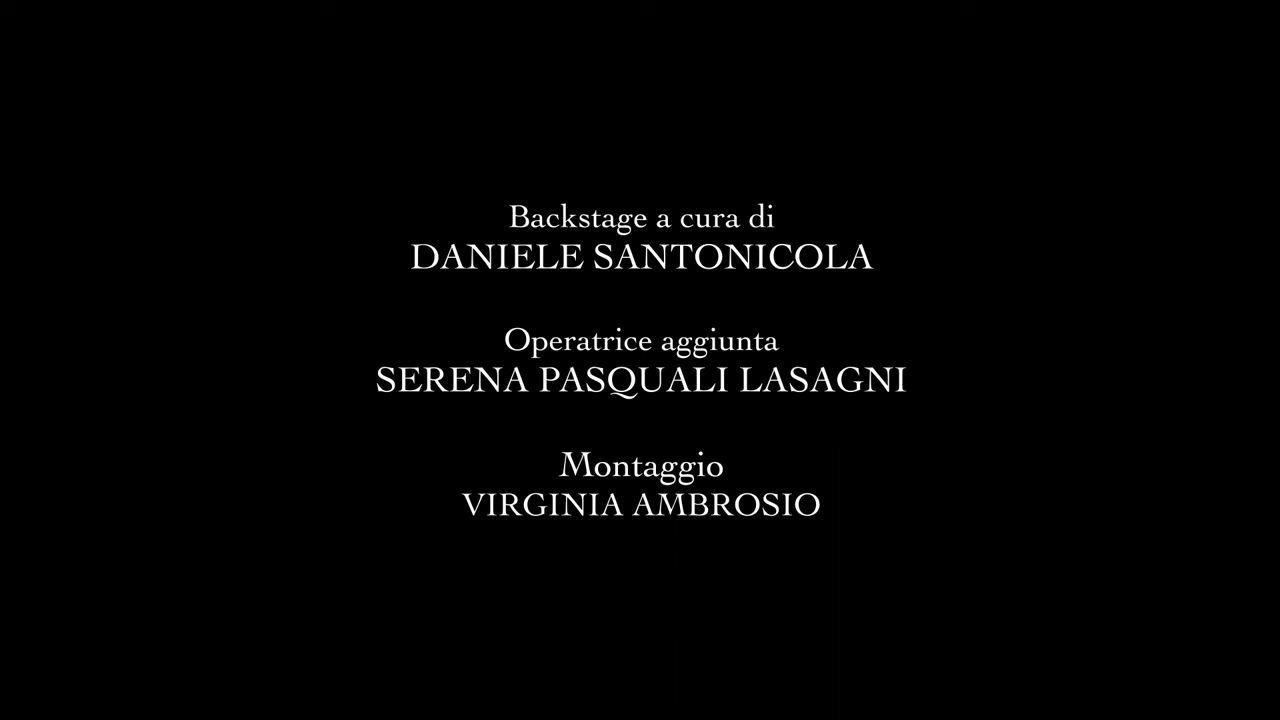 Backstage a cura di
DANIELE SANTONICOLA
Operatrice aggiunta
SERENA PASQUALI LASAGNI
Montaggio
VIRGINIA AMBROSIO